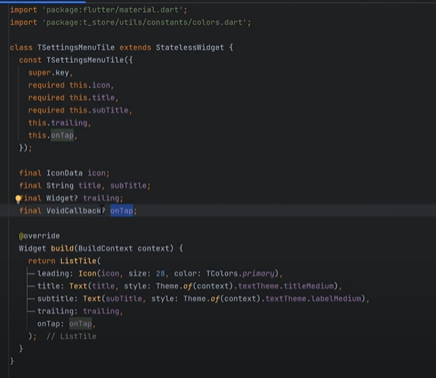 import 'package:flutter/material.dart';
import 'package:t_store/utils/constants/colors.dart';
class TSettingsMenuTile extends StatelessWidget {
const TSettingsMenuTile({
super.key,
required this.icon,
required this.title,
required this.subTitle,
this.trailing,
this.onTap,
});
final IconData icon;
final String title, subTitle;
final Widget? trailing;
final VoidCallback? onTap;
@override
Widget build(BuildContext context) {
return ListTile(
leading: Icon(icon, size: 28, color: TColors.primary),
title: Text(title, style: Theme.of(context).textTheme.titleMedium),
subtitle: Text(subTitle, style: Theme.of(context).textTheme.labelMedium),
trailing: trailing,
onTap: onTap,
); // ListTile
}
}